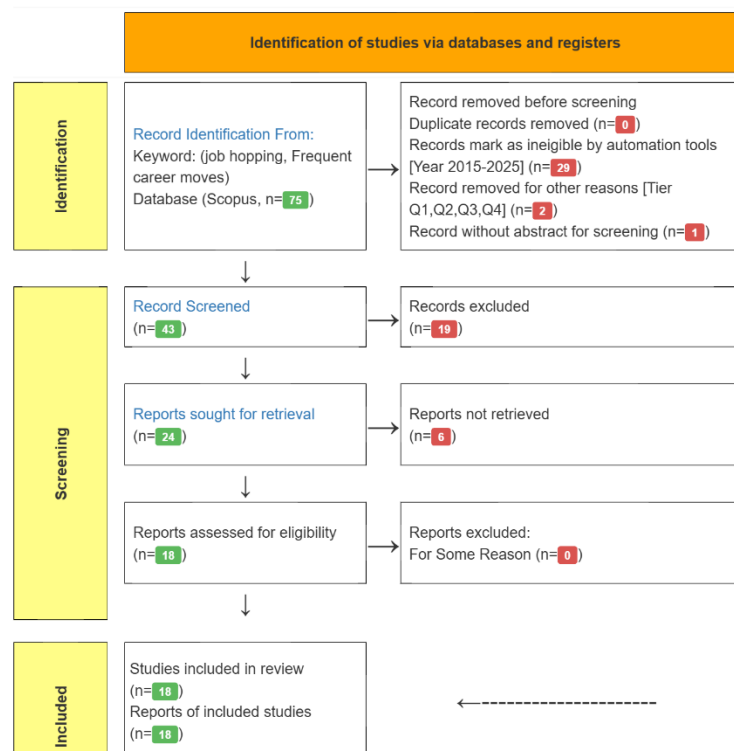 Identification of studies via databases and registers
Identification
Record Identification From:
Keyword: (job hopping, Frequent
career moves)
Database (Scopus, n= 75 )
Record removed before screening
Duplicate records removed (n= 0 )
Records mark as ineigible by automation tools
[Year 2015-2025] (n= 29 )
Record removed for other reasons [Tier
Q1,Q2,Q3,Q4] (n= 2 )
Record without abstract for screening (n= 1 )
Screening
Record Screened
(n= 43 )
Records excluded
(n= 19 )
Reports sought for retrieval
(n= 24 )
Reports not retrieved
(n= 6 )
Reports assessed for eligibility
(n= 18 )
Reports excluded:
For Some Reason (n= 0 )
Included
Studies included in review
(n= 18 )
Reports of included studies
(n= 18 )